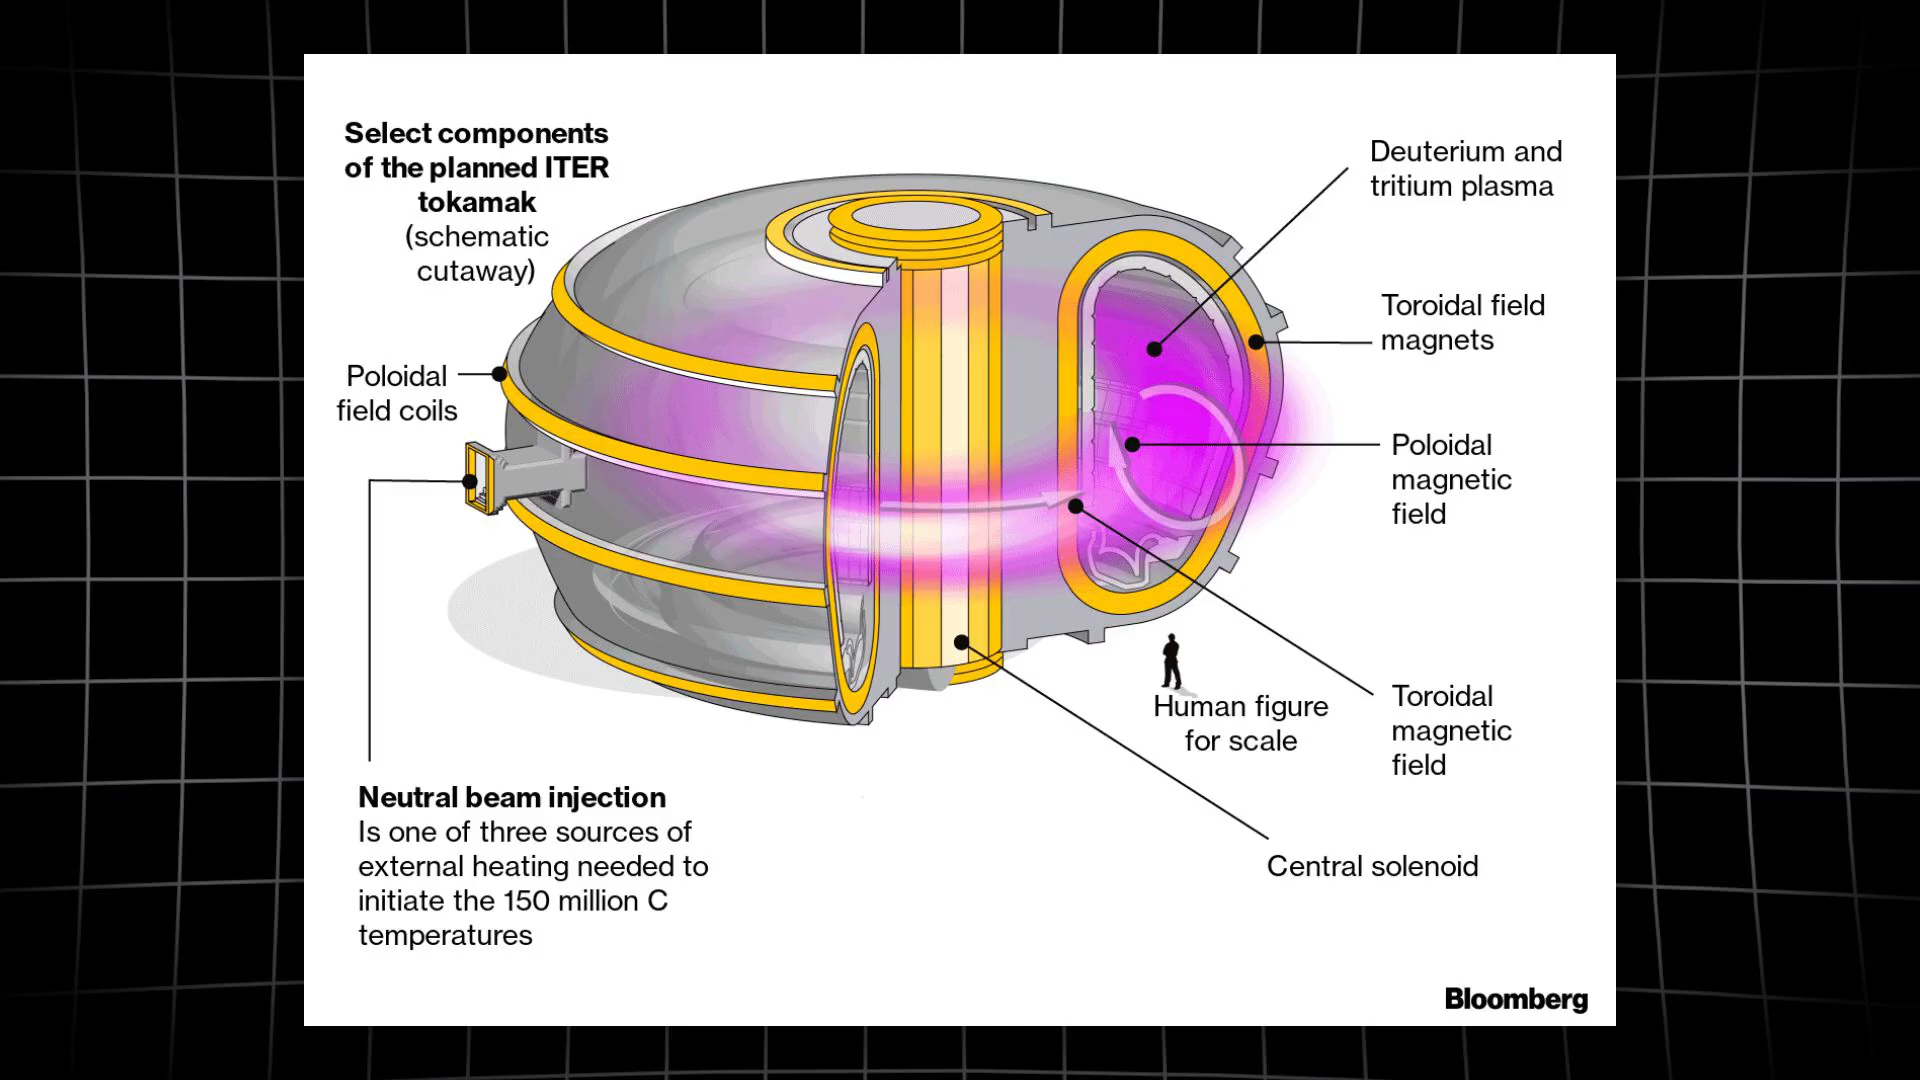 Select components
of the planned ITER
tokamak
(schematic
cutaway)
Deuterium and
tritium plasma
Toroidal field
magnets
Poloidal
field coils
Poloidal
magnetic
field
Toroidal
magnetic
field
Human figure
for scale
Neutral beam injection
Is one of three sources of
external heating needed to
initiate the 150 million C
temperatures
Central solenoid
Bloomberg